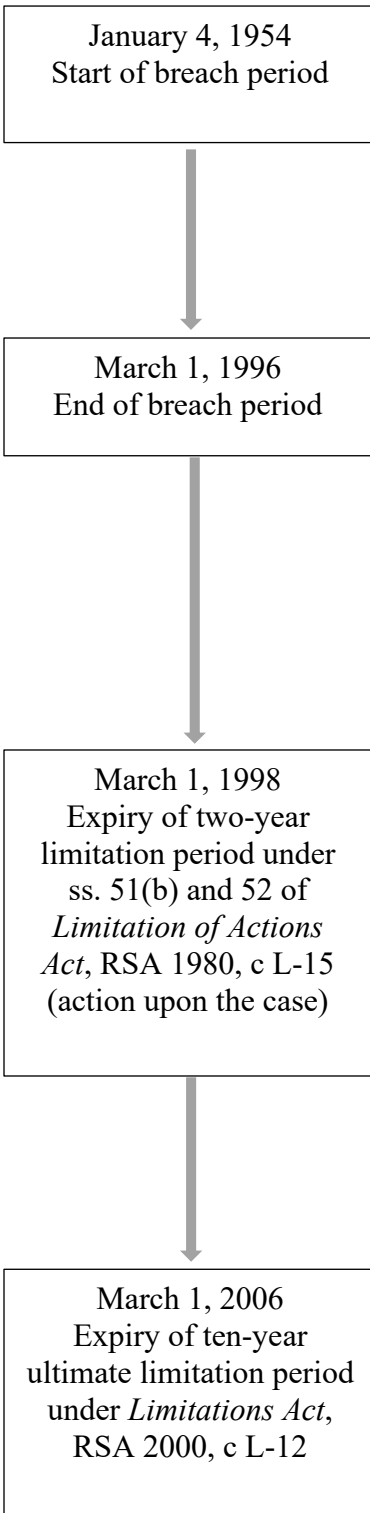 January 4, 1954
Start of breach period
March 1, 1996
End of breach period
March 1, 1998
Expiry of two-year
limitation period under
ss. 51(b) and 52 of
Limitation of Actions
Act, RSA 1980, c L-15
(action upon the case)
March 1, 2006
Expiry of ten-year
ultimate limitation period
under Limitations Act,
RSA 2000, c L-12